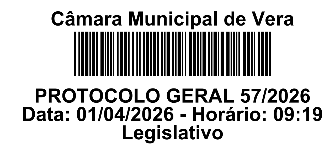 Câmara Municipal de Vera
PROTOCOLO GERAL 57/2026
Data: 01/04/2026 - Horário: 09:19
Legislativo